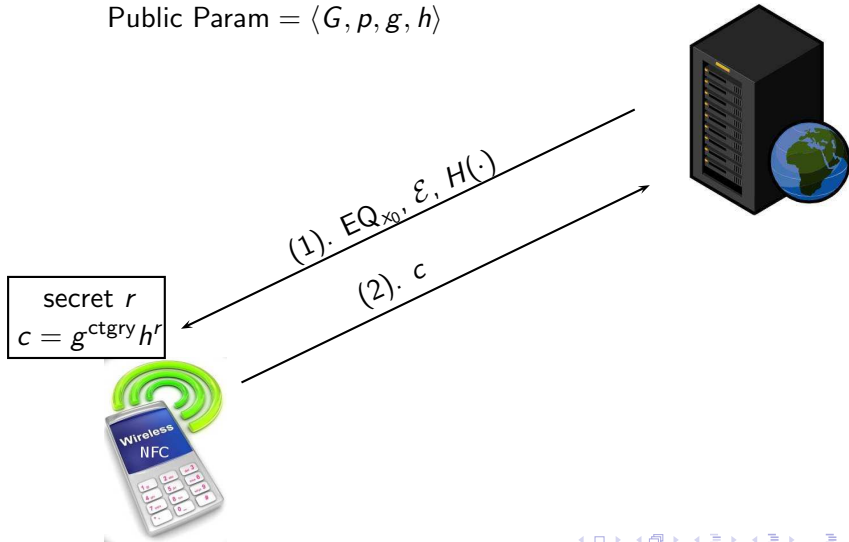 Public Param = ⟨G, p, g, h⟩
(1). EQ_{x_0}, ℰ, H(·)
(2). c
secret r
c = g^{ctgry} h^r
Wireless
NFC